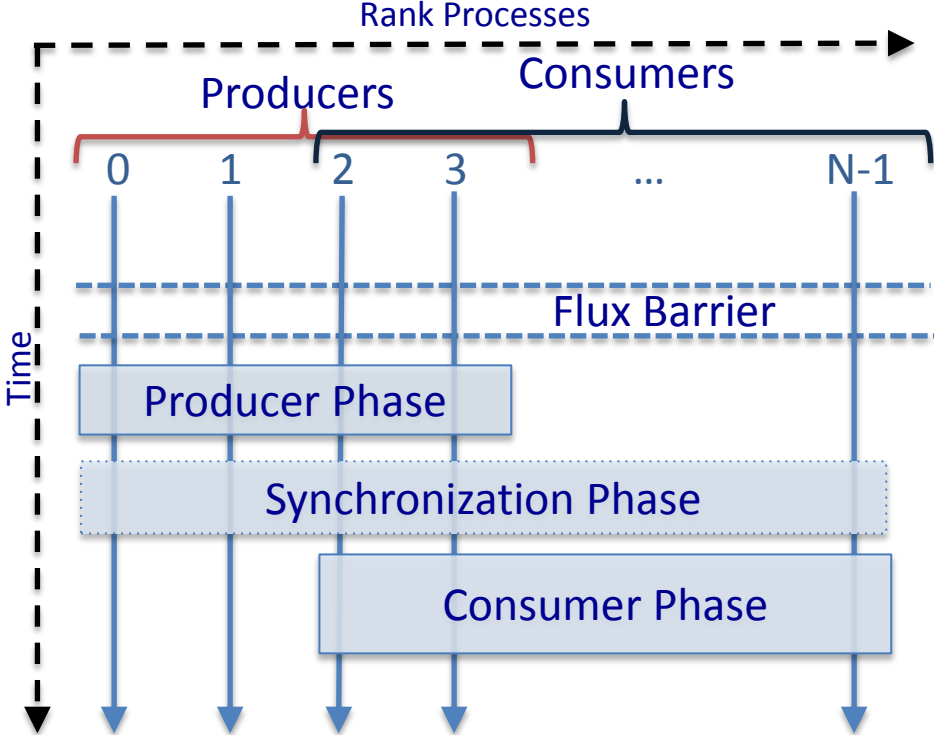 Rank Processes
Consumers
Producers
0 1 2 3 ... N-1
Flux Barrier
Time
Producer Phase
Synchronization Phase
Consumer Phase